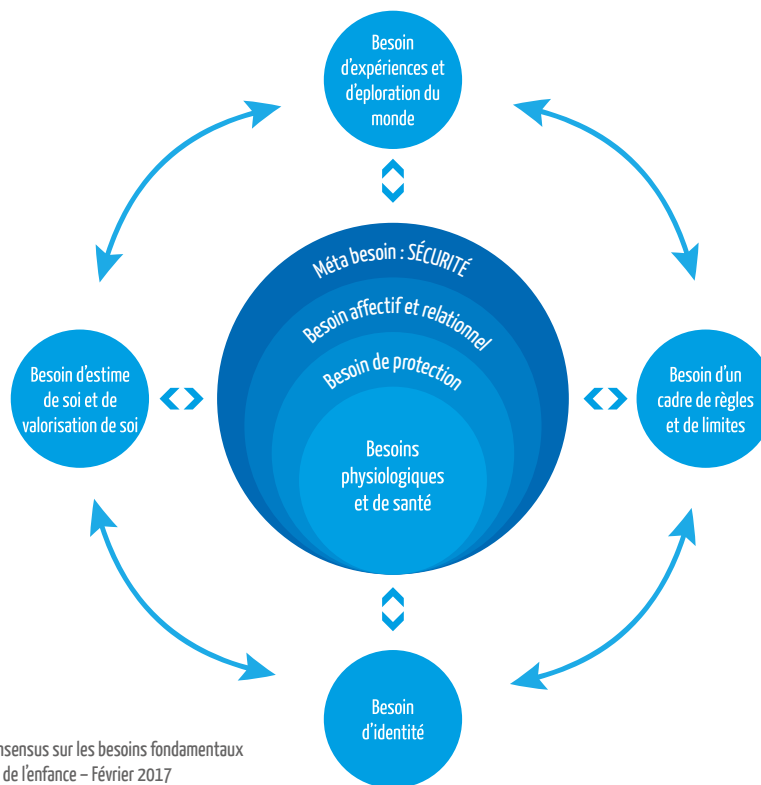 Besoin
d'expériences et
d'eploration du
monde
Méta besoin : SÉCURITÉ
Besoin affectif et relationnel
Besoin de protection
Besoins
physiologiques
et de santé
Besoin d'estime
de soi et de
valorisation de soi
Besoin d'un
cadre de règles
et de limites
Besoin
d'identité
nsensus sur les besoins fondamentaux
de l'enfance – Février 2017